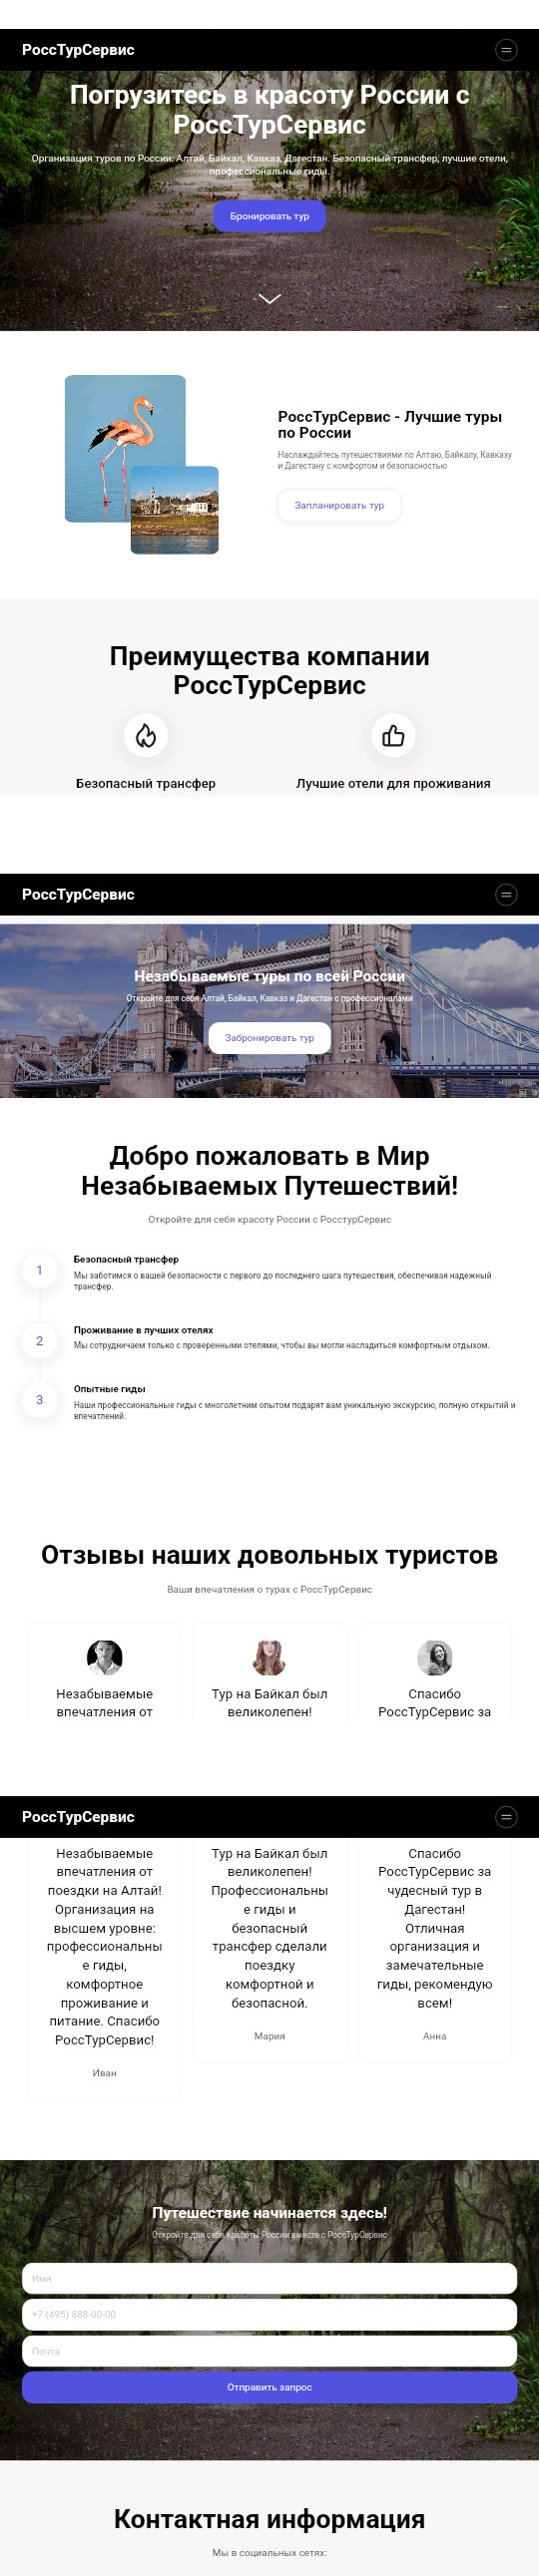 РоссТурСервис
Погрузитесь в красоту России с
РоссТурСервис
Организация туров по России: Алтай, Байкал, Кавказ, Дагестан. Безопасный трансфер, лучшие отели,
профессиональные гиды.
Бронировать тур
РоссТурСервис - Лучшие туры
по России
Наслаждайтесь путешествиями по Алтаю, Байкалу, Кавказу
и Дагестану с комфортом и безопасностью
Запланировать тур
Преимущества компании
РоссТурСервис
Безопасный трансфер
Лучшие отели для проживания
РоссТурСервис
Незабываемые туры по всей России
Откройте для себя Алтай, Байкал, Кавказ и Дагестан с профессионалами
Забронировать тур
Добро пожаловать в Мир
Незабываемых Путешествий!
Откройте для себя красоту России с РосстурСервис
1
Безопасный трансфер
Мы заботимся о вашей безопасности с первого до последнего шага путешествия, обеспечивая надежный
трансфер.
2
Проживание в лучших отелях
Мы сотрудничаем только с проверенными отелями, чтобы вы могли насладиться комфортным отдыхом.
3
Опытные гиды
Наши профессиональные гиды с многолетним опытом подарят вам уникальную экскурсию, полную открытий и
впечатлений.
Отзывы наших довольных туристов
Ваши впечатления о турах с РоссТурСервис
Незабываемые
впечатления от
Тур на Байкал был
великолепен!
Спасибо
РоссТурСервис за
РоссТурСервис
Незабываемые
впечатления от
поездки на Алтай!
Организация на
высшем уровне:
профессиональны
е гиды,
комфортное
проживание и
питание. Спасибо
РоссТурСервис!
Иван
Тур на Байкал был
великолепен!
Профессиональны
е гиды и
безопасный
трансфер сделали
поездку
комфортной и
безопасной.
Мария
Спасибо
РоссТурСервис за
чудесный тур в
Дагестан!
Отличная
организация и
замечательные
гиды, рекомендую
всем!
Анна
Путешествие начинается здесь!
Откройте для себя красоты России вместе с РоссТурСервис
Имя
+7 (495) 888-00-00
Почта
Отправить запрос
Контактная информация
Мы в социальных сетях: